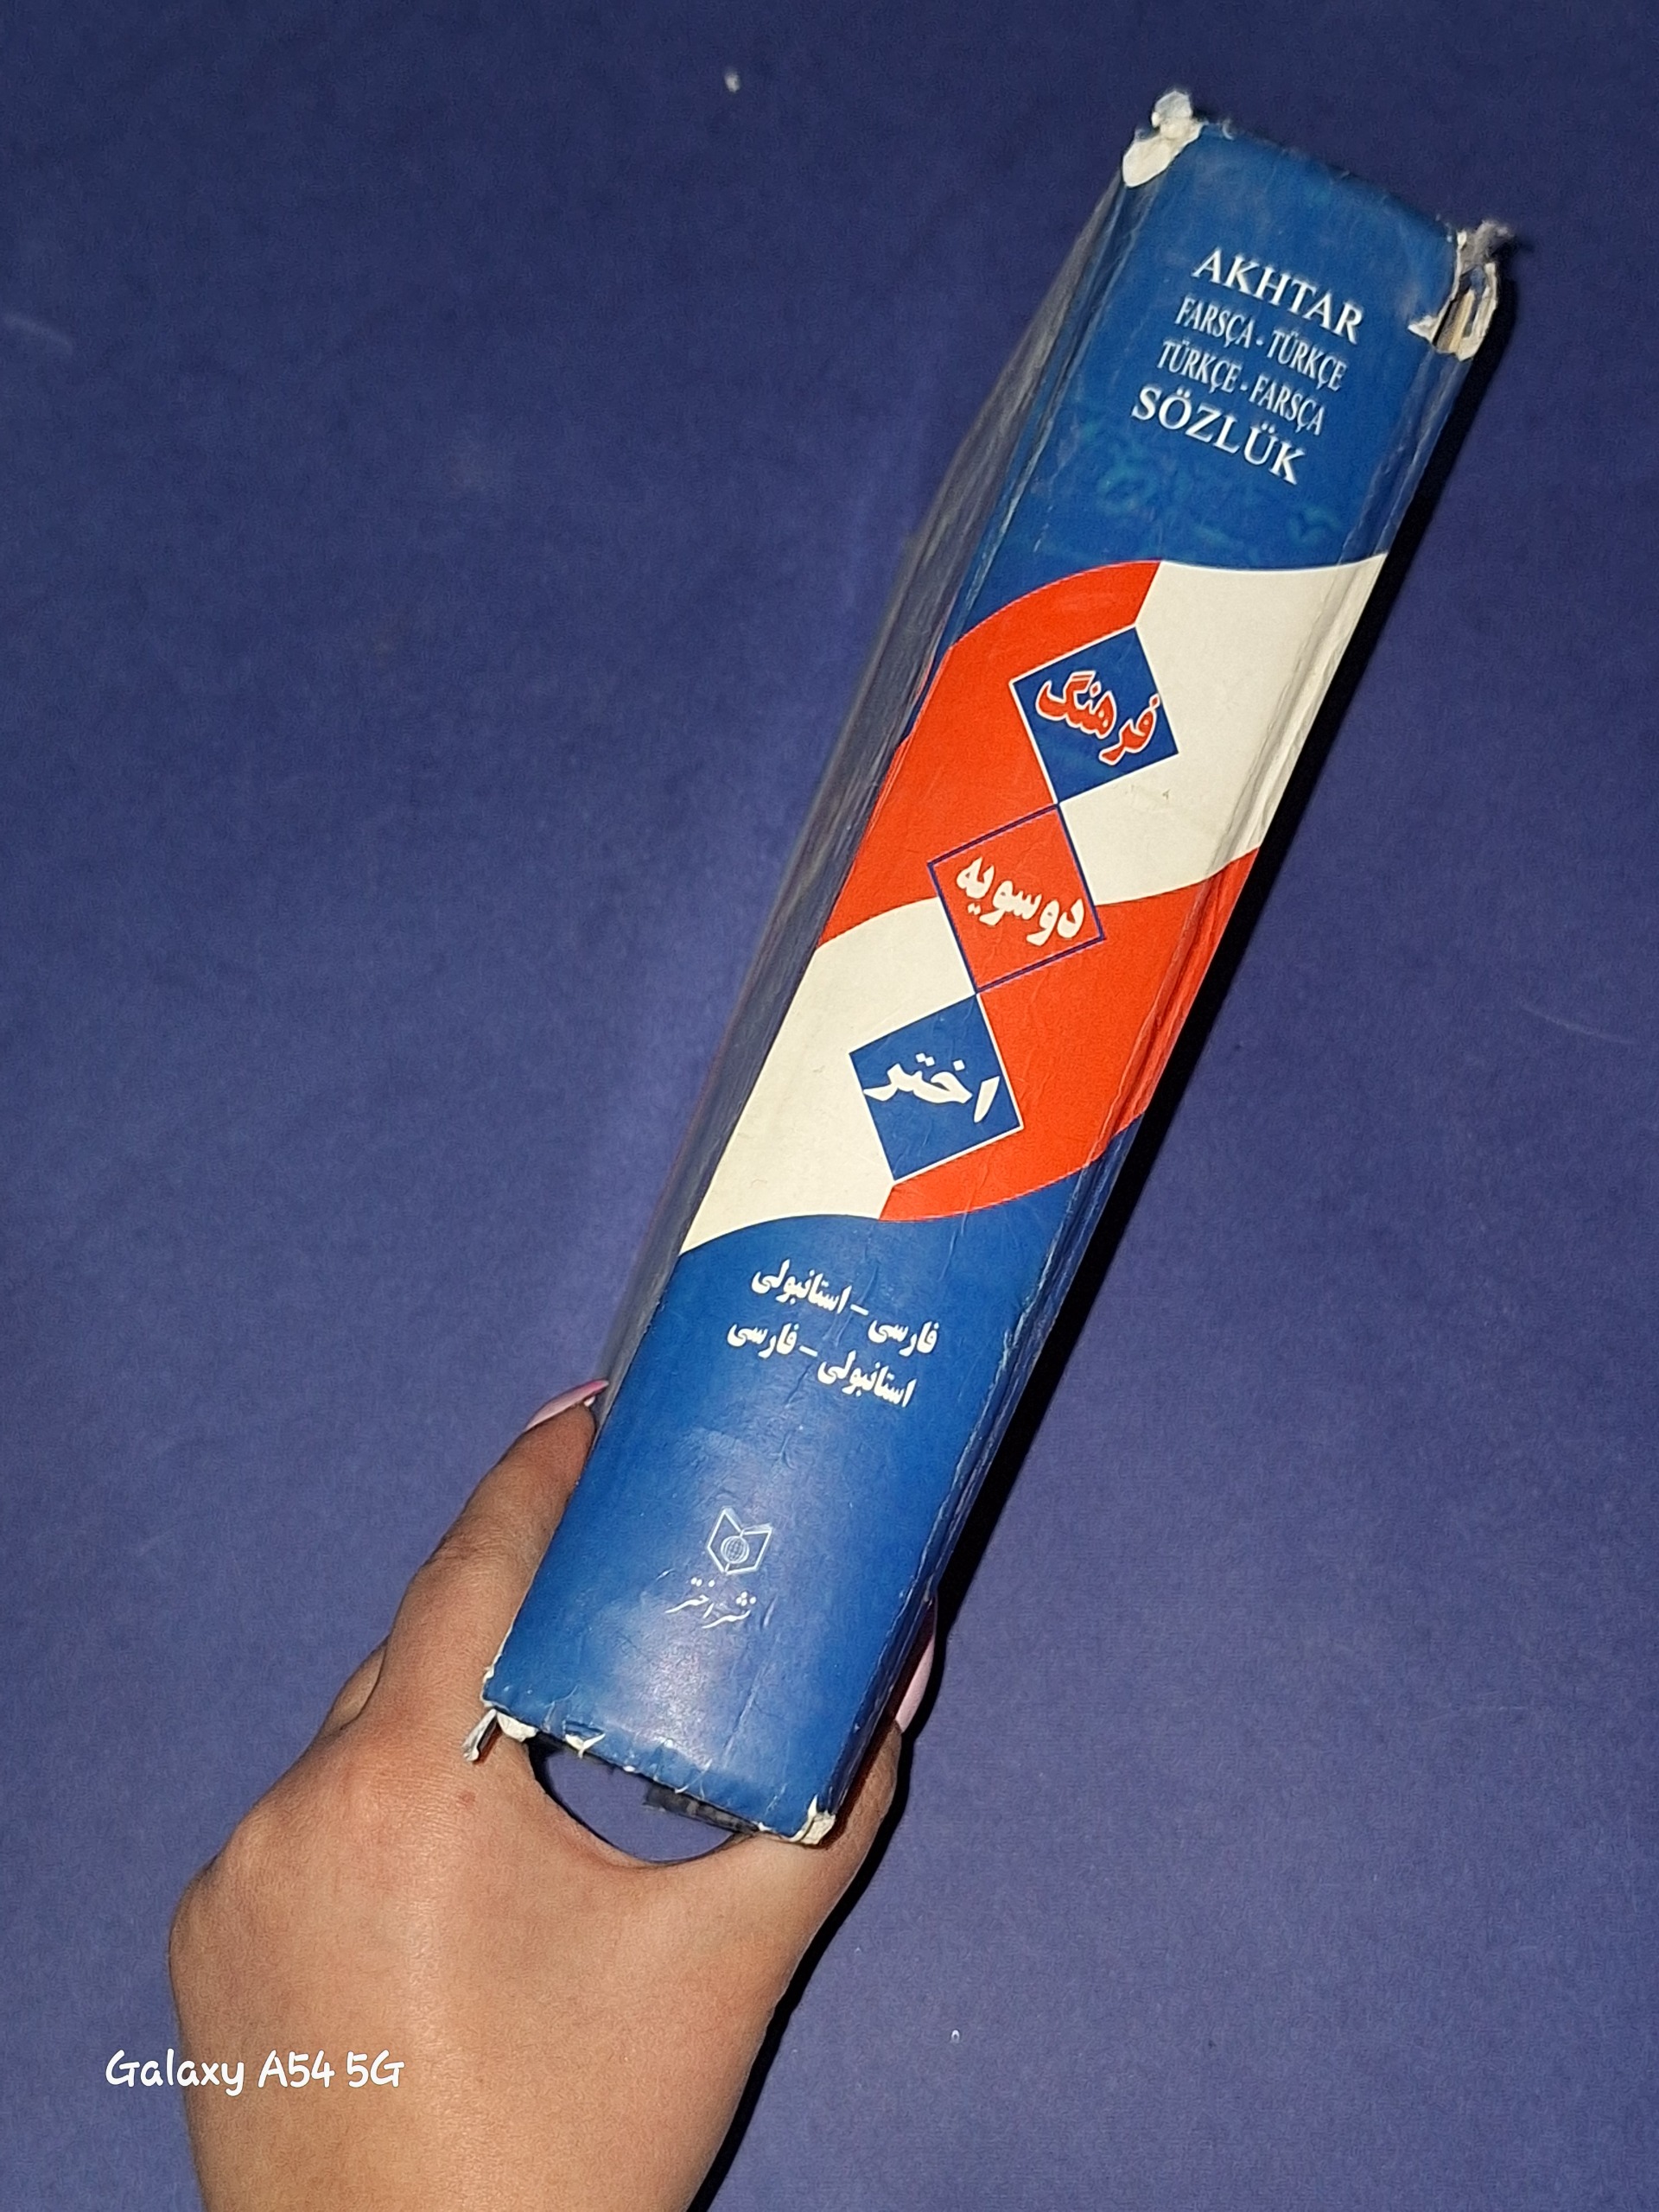 AKHTAR
FARSÇA - TÜRKÇE
TÜRKÇE - FARSÇA
SÖZLÜK
فرهنگ
دوسویه
اختر
فارسی – استانبولی
استانبولی – فارسی
نشر اختر
Galaxy A54 5G